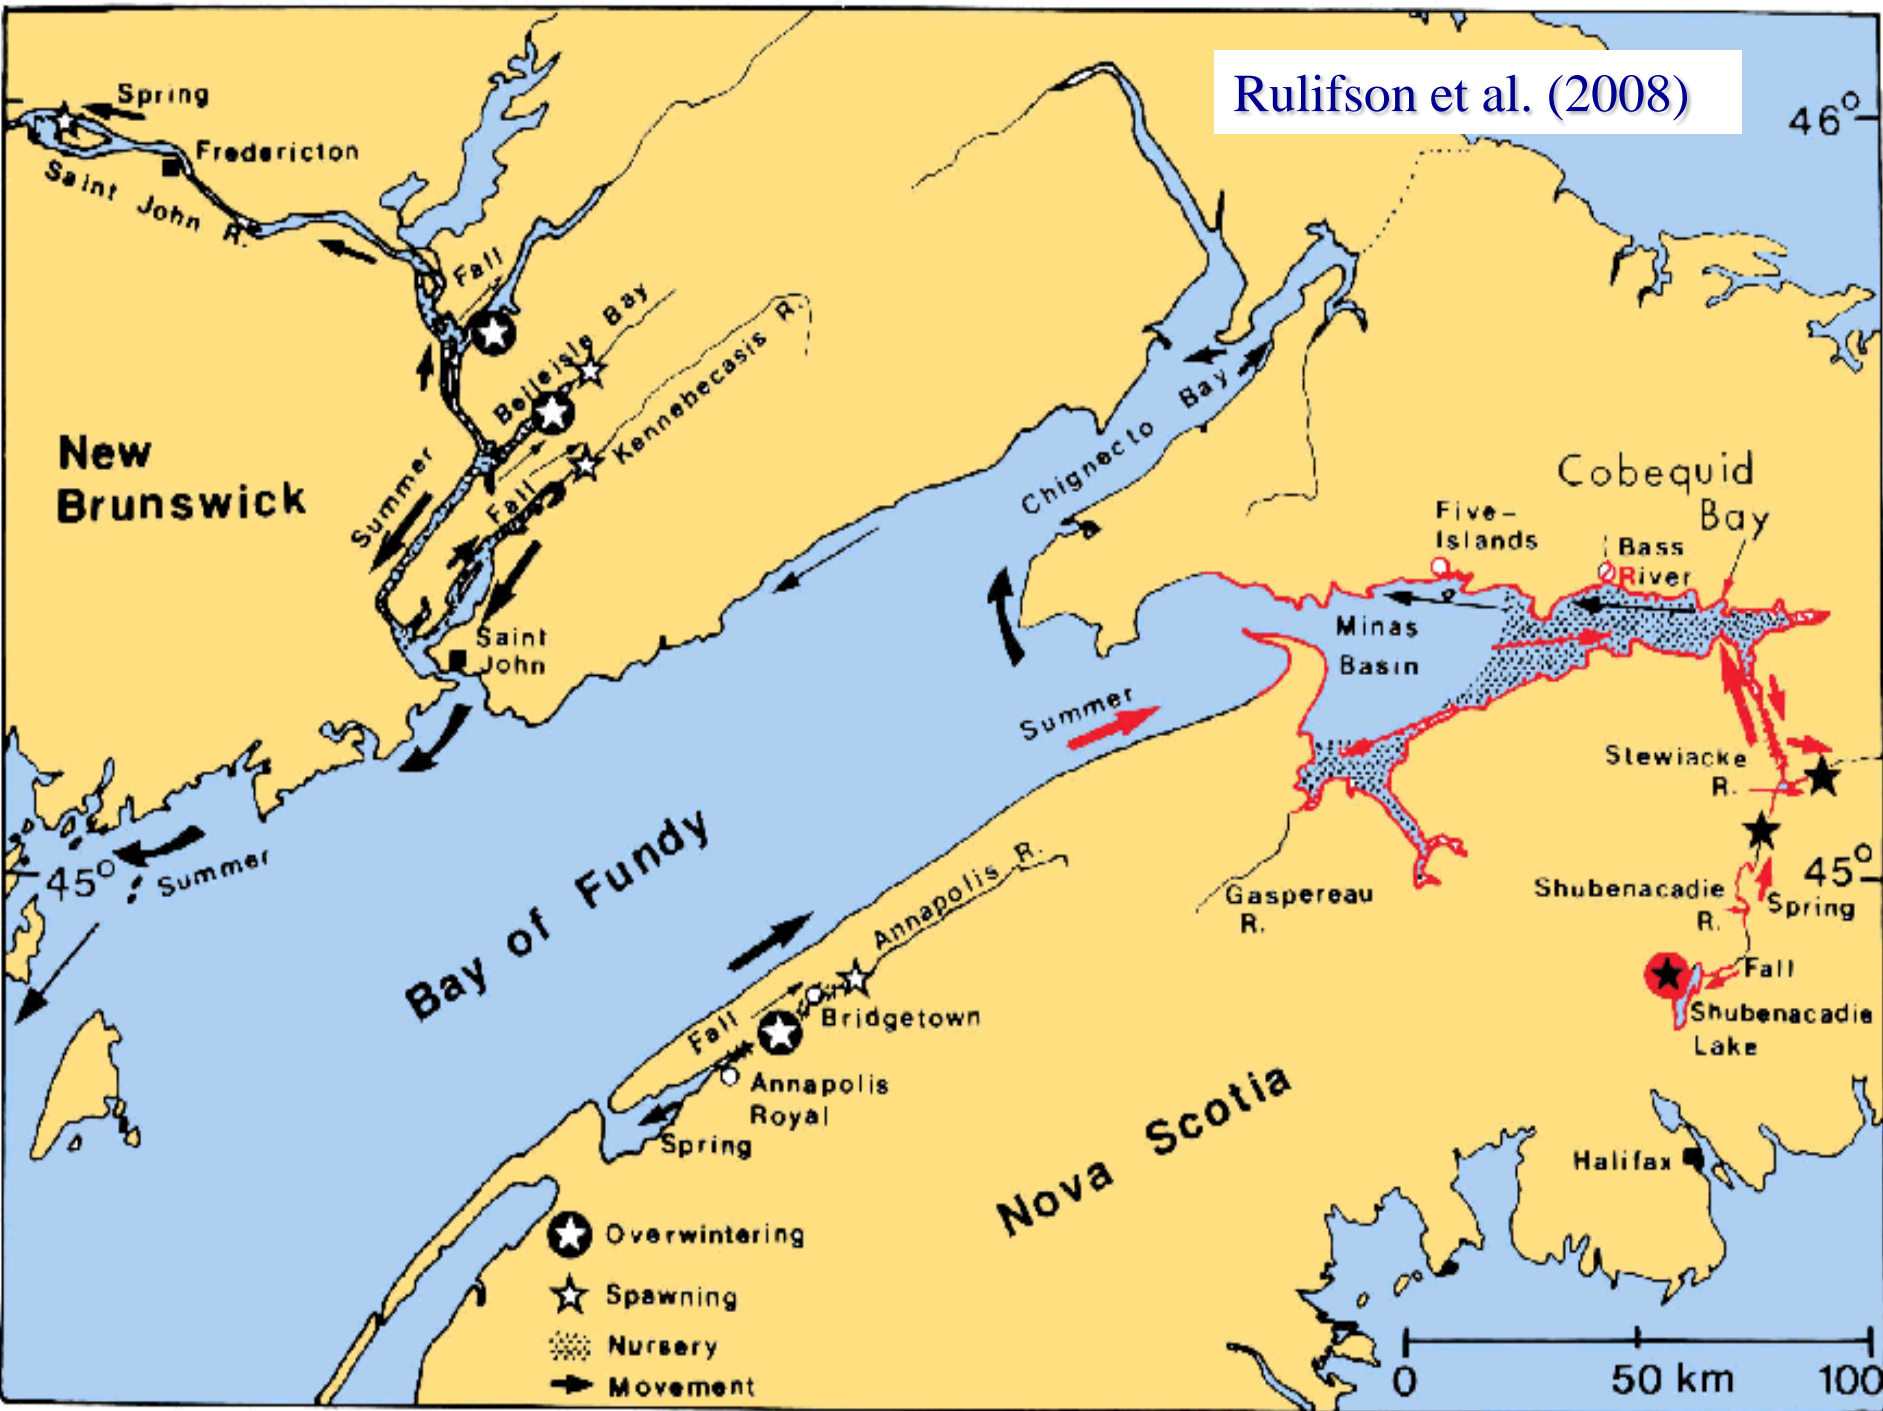 Rulifson et al. (2008)
46°
Spring
Fredericton
Saint John R.
Fall
Belleisle Bay
Kennebecasis R.
New
Brunswick
Summer
Fall
Chignecto Bay
Cobequid
Bay
Five-
Islands
Bass
River
Saint
John
Minas
Basin
Summer
Stewiacke
R.
45°
Summer
Bay of Fundy
Annapolis R.
Gaspereau
R.
45°
Shubenacadie
R.
Spring
Fall
Shubenacadie
Lake
Fall
Bridgetown
Annapolis
Royal
Spring
Nova Scotia
Halifax
Overwintering
Spawning
Nursery
Movement
0 50 km 100